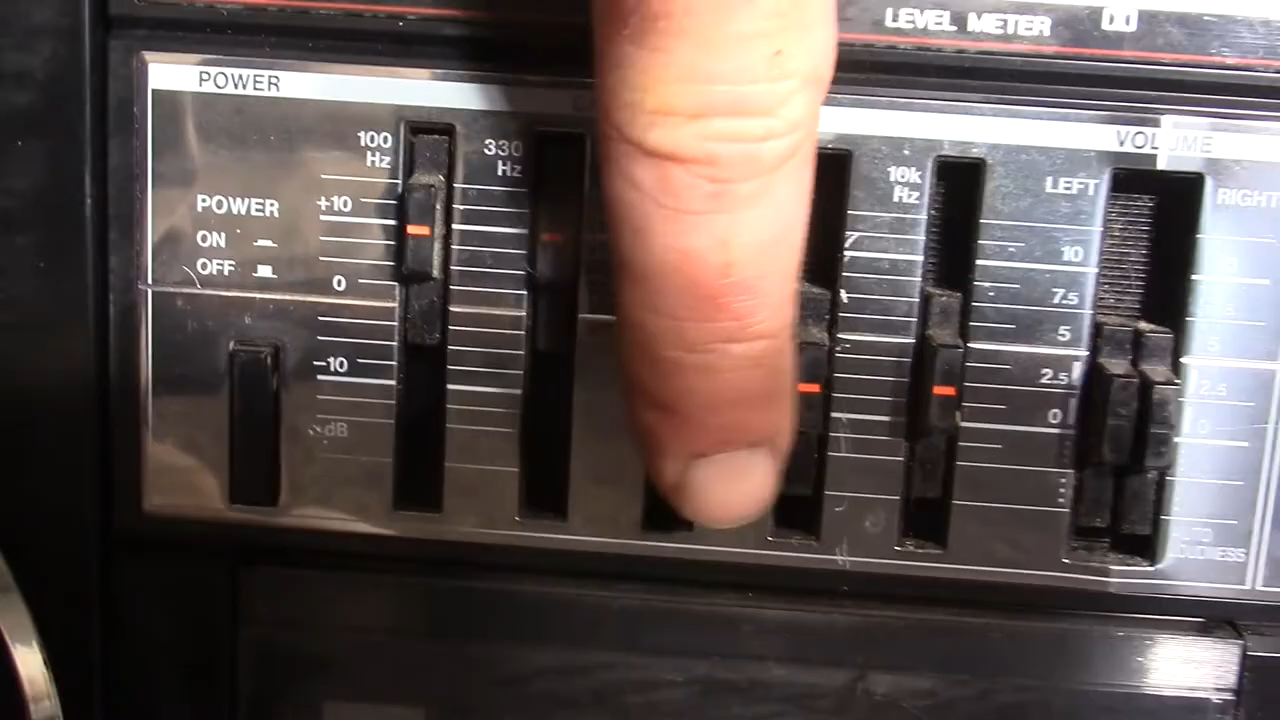 LEVEL METER
POWER
VOLUME
100
Hz
330
Hz
10k
Hz
LEFT
RIGHT
POWER
ON
OFF
+10
0
−10
dB
10
7.5
5
2.5
0
5
2.5
0
LOUDNESS